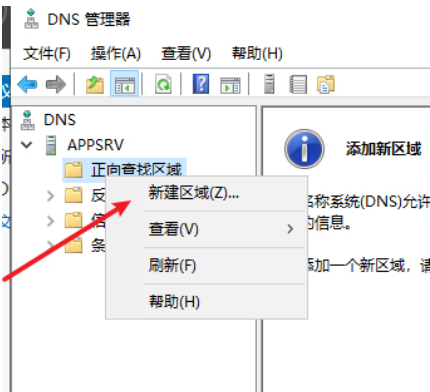 DNS 管理器
文件(F) 操作(A) 查看(V) 帮助(H)
DNS
APPSRV
正向查找区域
反
信
条
新建区域(Z)...
查看(V)
刷新(F)
帮助(H)
添加新区域
名称系统(DNS)允许
的信息。
添加一个新区域，请